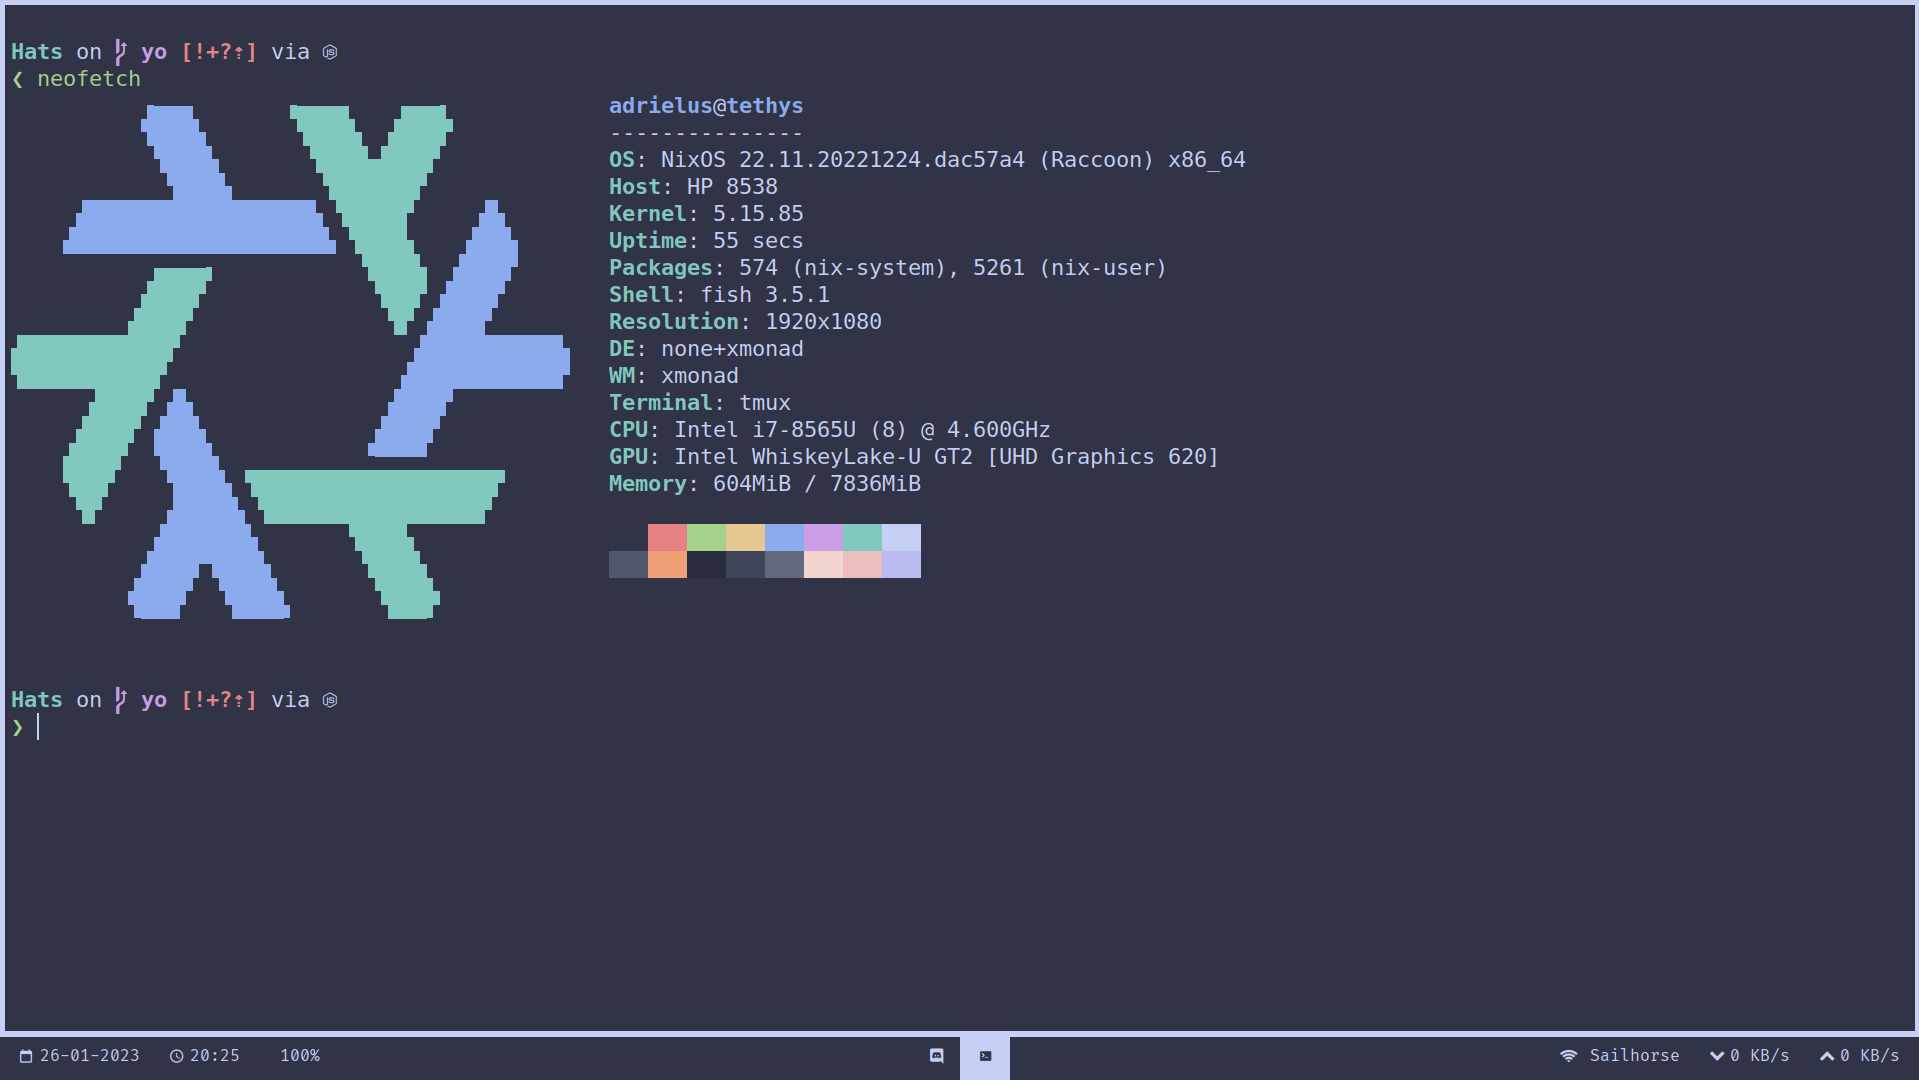 Hats on yo [!+?⇡] via
❮ neofetch
adrielus@tethys
---------------
OS: NixOS 22.11.20221224.dac57a4 (Raccoon) x86_64
Host: HP 8538
Kernel: 5.15.85
Uptime: 55 secs
Packages: 574 (nix-system), 5261 (nix-user)
Shell: fish 3.5.1
Resolution: 1920x1080
DE: none+xmonad
WM: xmonad
Terminal: tmux
CPU: Intel i7-8565U (8) @ 4.600GHz
GPU: Intel WhiskeyLake-U GT2 [UHD Graphics 620]
Memory: 604MiB / 7836MiB
Hats on yo [!+?⇡] via
❯
26-01-2023 20:25 100% Sailhorse 0 KB/s 0 KB/s